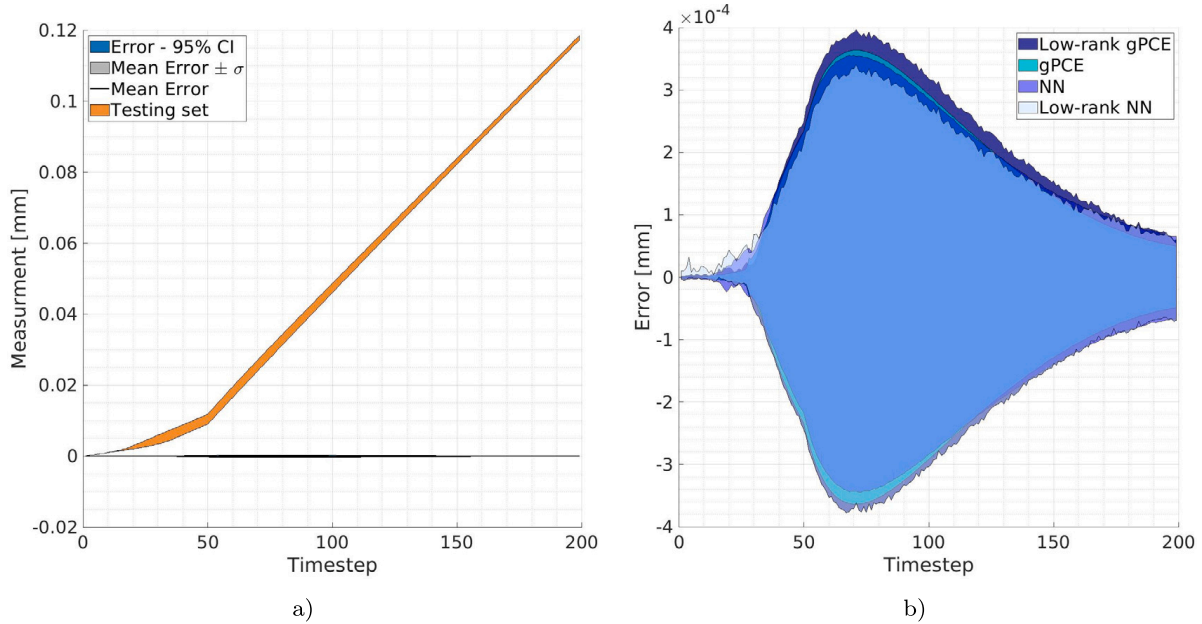 0.12
0.1
0.08
0.06
0.04
0.02
0
-0.02
Measurment [mm]
Error - 95% CI
Mean Error ± σ
Mean Error
Testing set
0
50
100
150
200
Timestep
a)
×10⁻⁴
4
3
2
1
0
-1
-2
-3
-4
Error [mm]
Low-rank gPCE
gPCE
NN
Low-rank NN
0
50
100
150
200
Timestep
b)